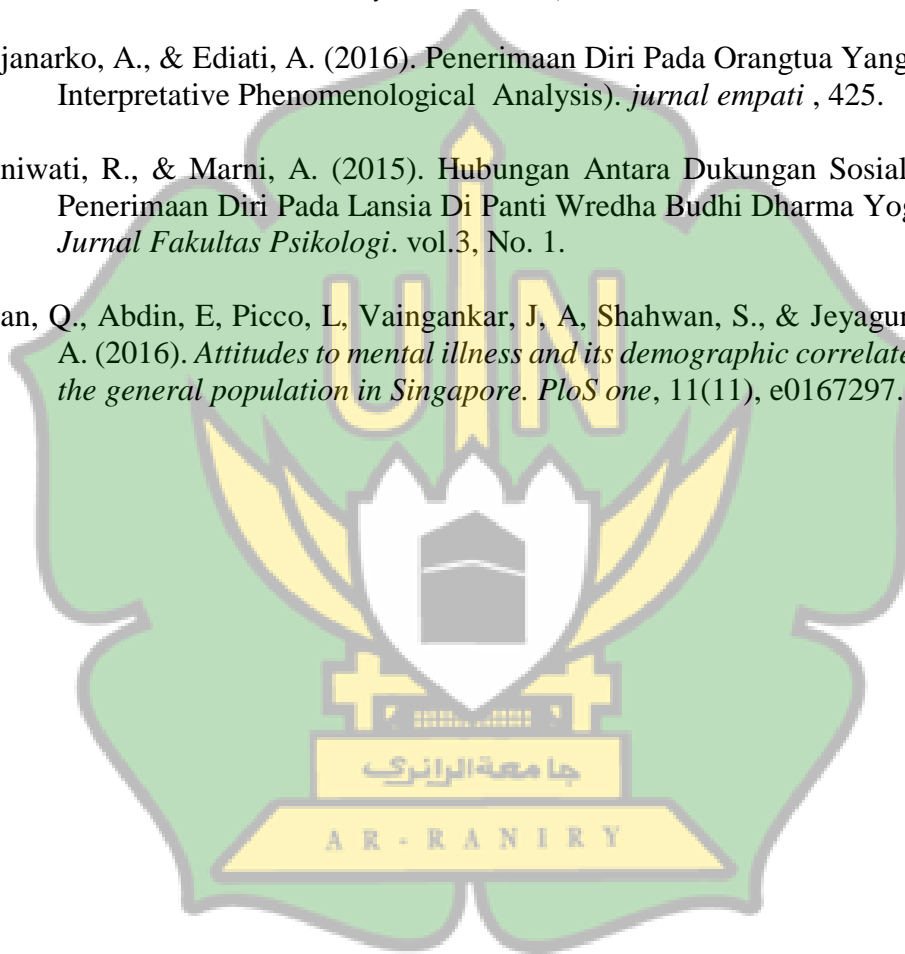 janarko, A., & Ediati, A. (2016). Penerimaan Diri Pada Orangtua Yang
Interpretative Phenomenological Analysis). jurnal empati , 425.
niwati, R., & Marni, A. (2015). Hubungan Antara Dukungan Sosial
Penerimaan Diri Pada Lansia Di Panti Wredha Budhi Dharma Yog
Jurnal Fakultas Psikologi. vol.3, No. 1.
an, Q., Abdin, E, Picco, L, Vaingankar, J, A, Shahwan, S., & Jeyagur
A. (2016). Attitudes to mental illness and its demographic correlate
the general population in Singapore. PloS one, 11(11), e0167297.
UIN
جامعة الرانري
AR-RANIRY